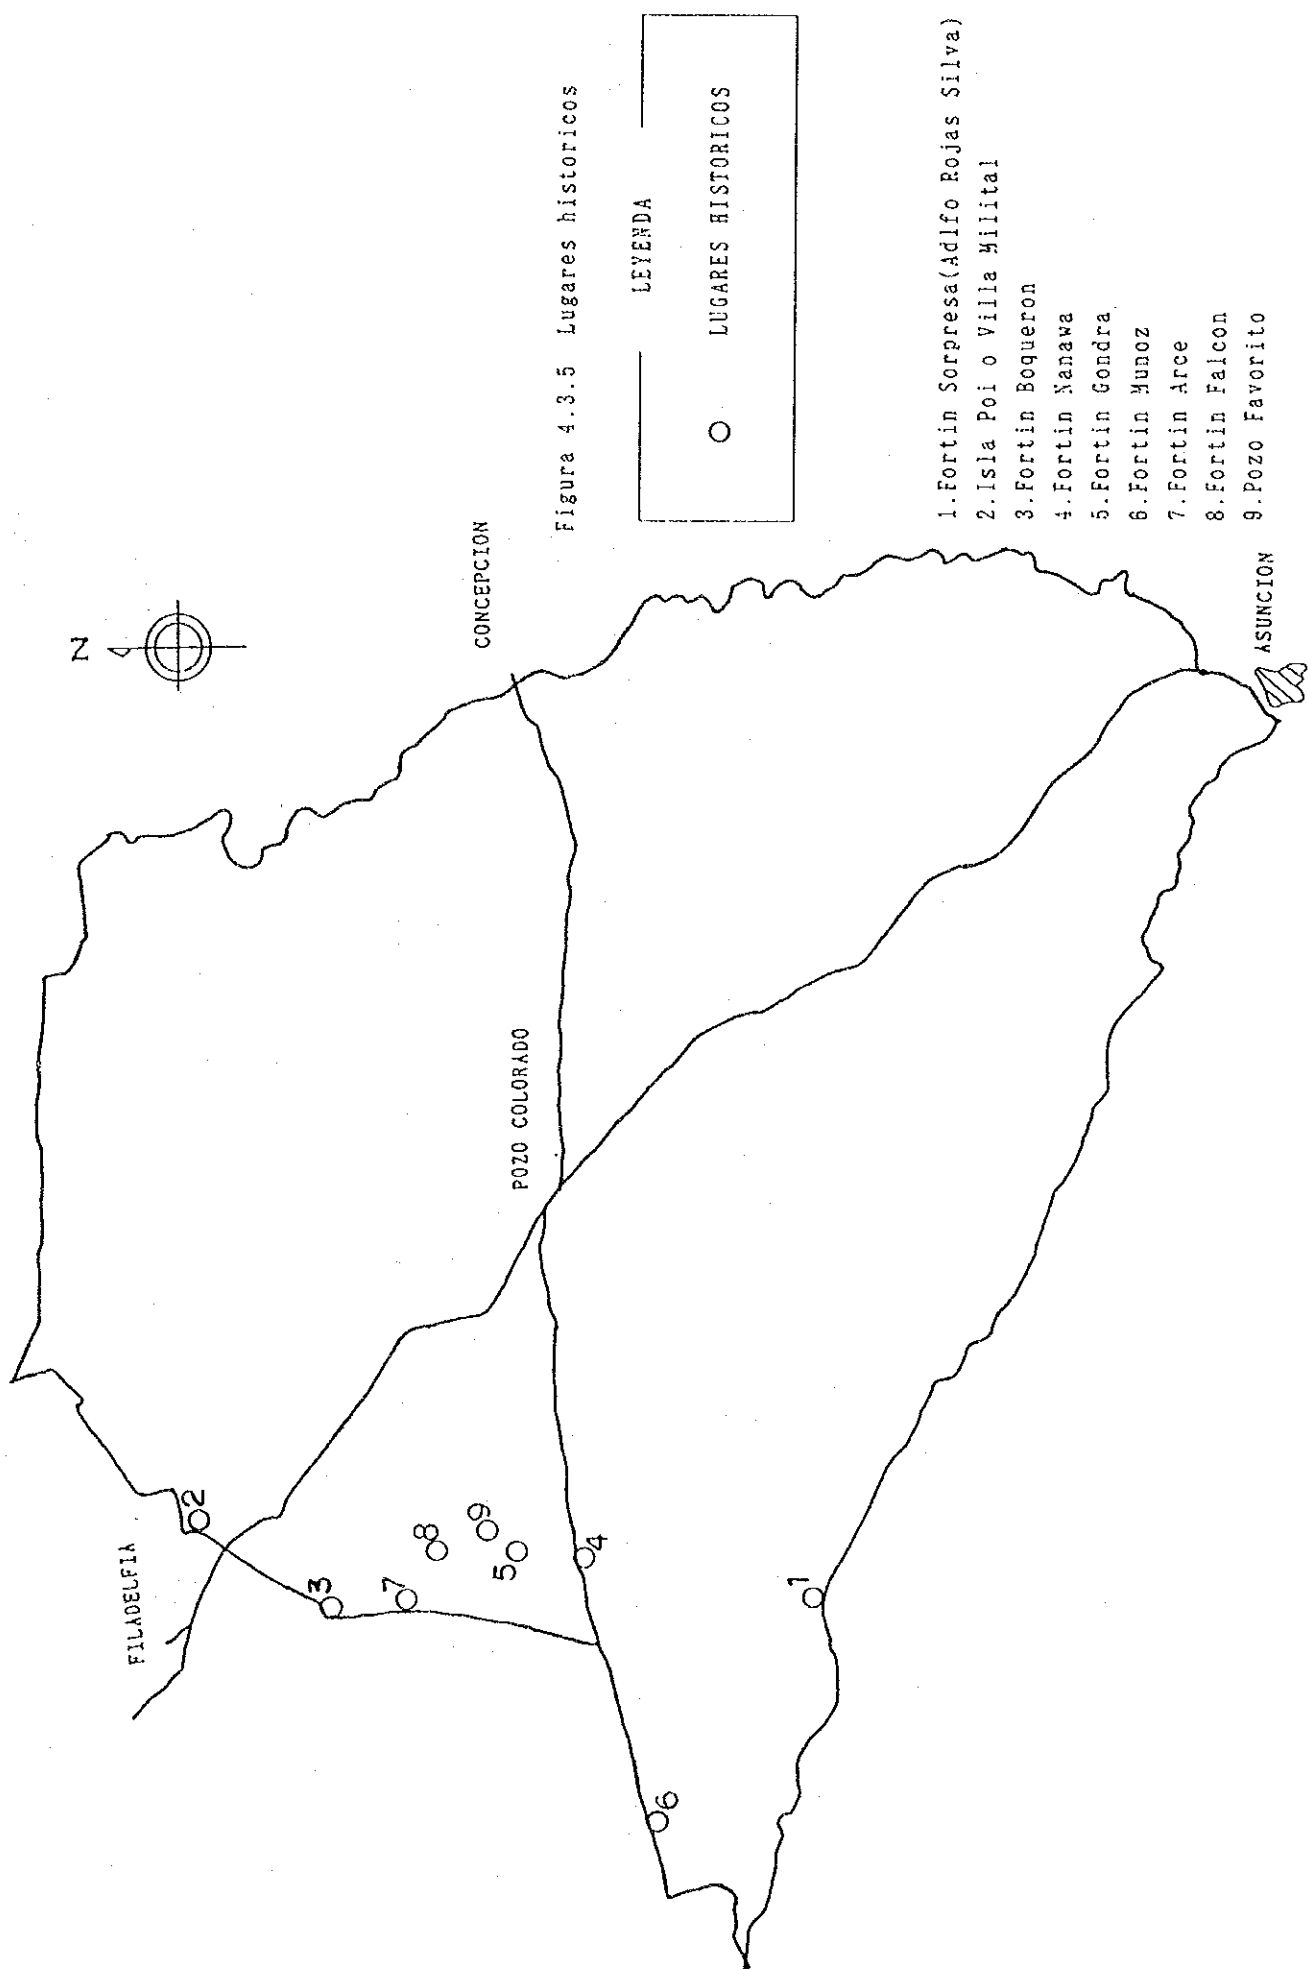 Figura 4.3.5 Lugares historicos
LEYENDA
LUGARES HISTORICOS
N
CONCEPCION
POZO COLORADO
FILADELFIA
ASUNCION
2
3
7
8
9
5
4
1
6
1.Fortin Sorpresa(Adlfo Rojas Silva)
2.Isla Poi o Villa Milital
3.Fortin Boqueron
4.Fortin Nanawa
5.Fortin Gondra
6.Fortin Munoz
7.Fortin Arce
8.Fortin Falcon
9.Pozo Favorito